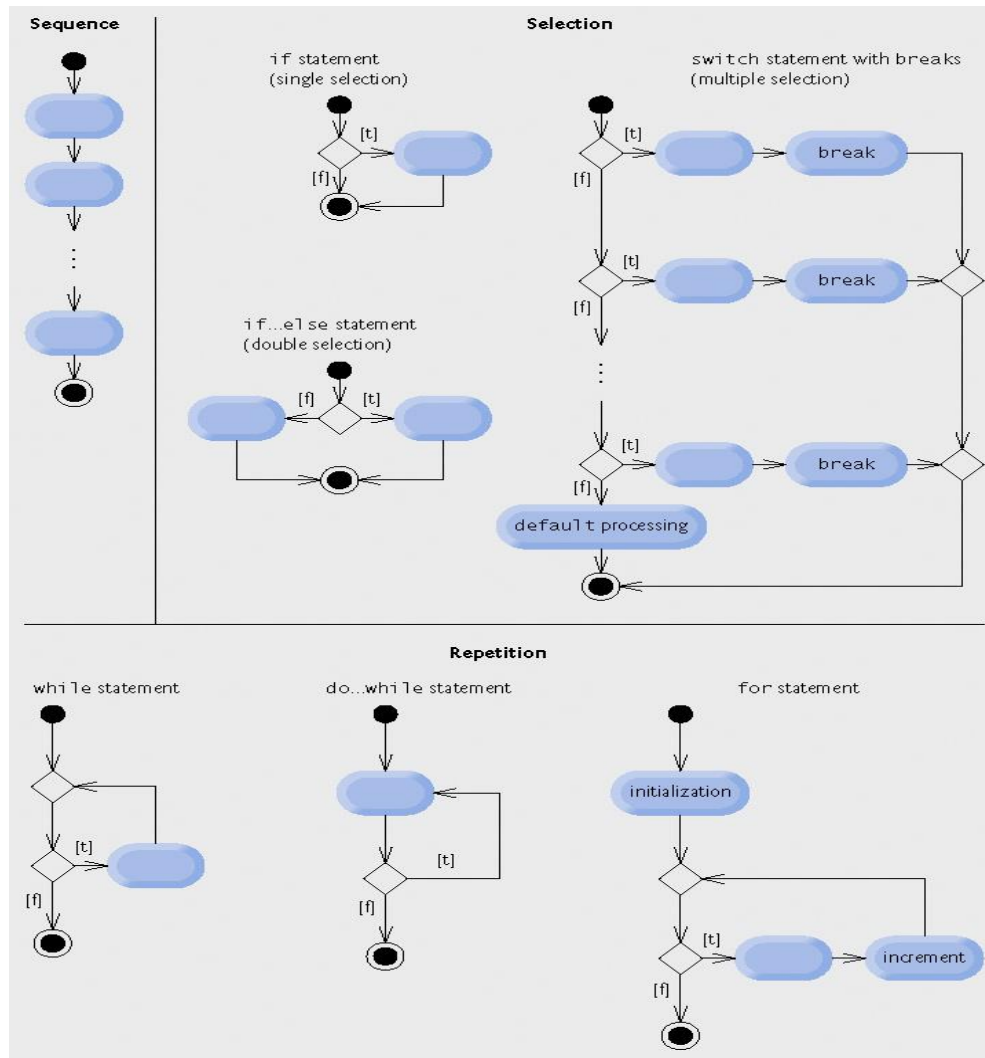 Sequence
Selection
if statement
(single selection)
[t]
[f]
if...else statement
(double selection)
[f]
[t]
switch statement with breaks
(multiple selection)
[t]
break
[f]
[t]
break
[f]
⋮
[t]
break
[f]
default processing
⋮
Repetition
while statement
[t]
[f]
do...while statement
[t]
[f]
for statement
initialization
[t]
increment
[f]